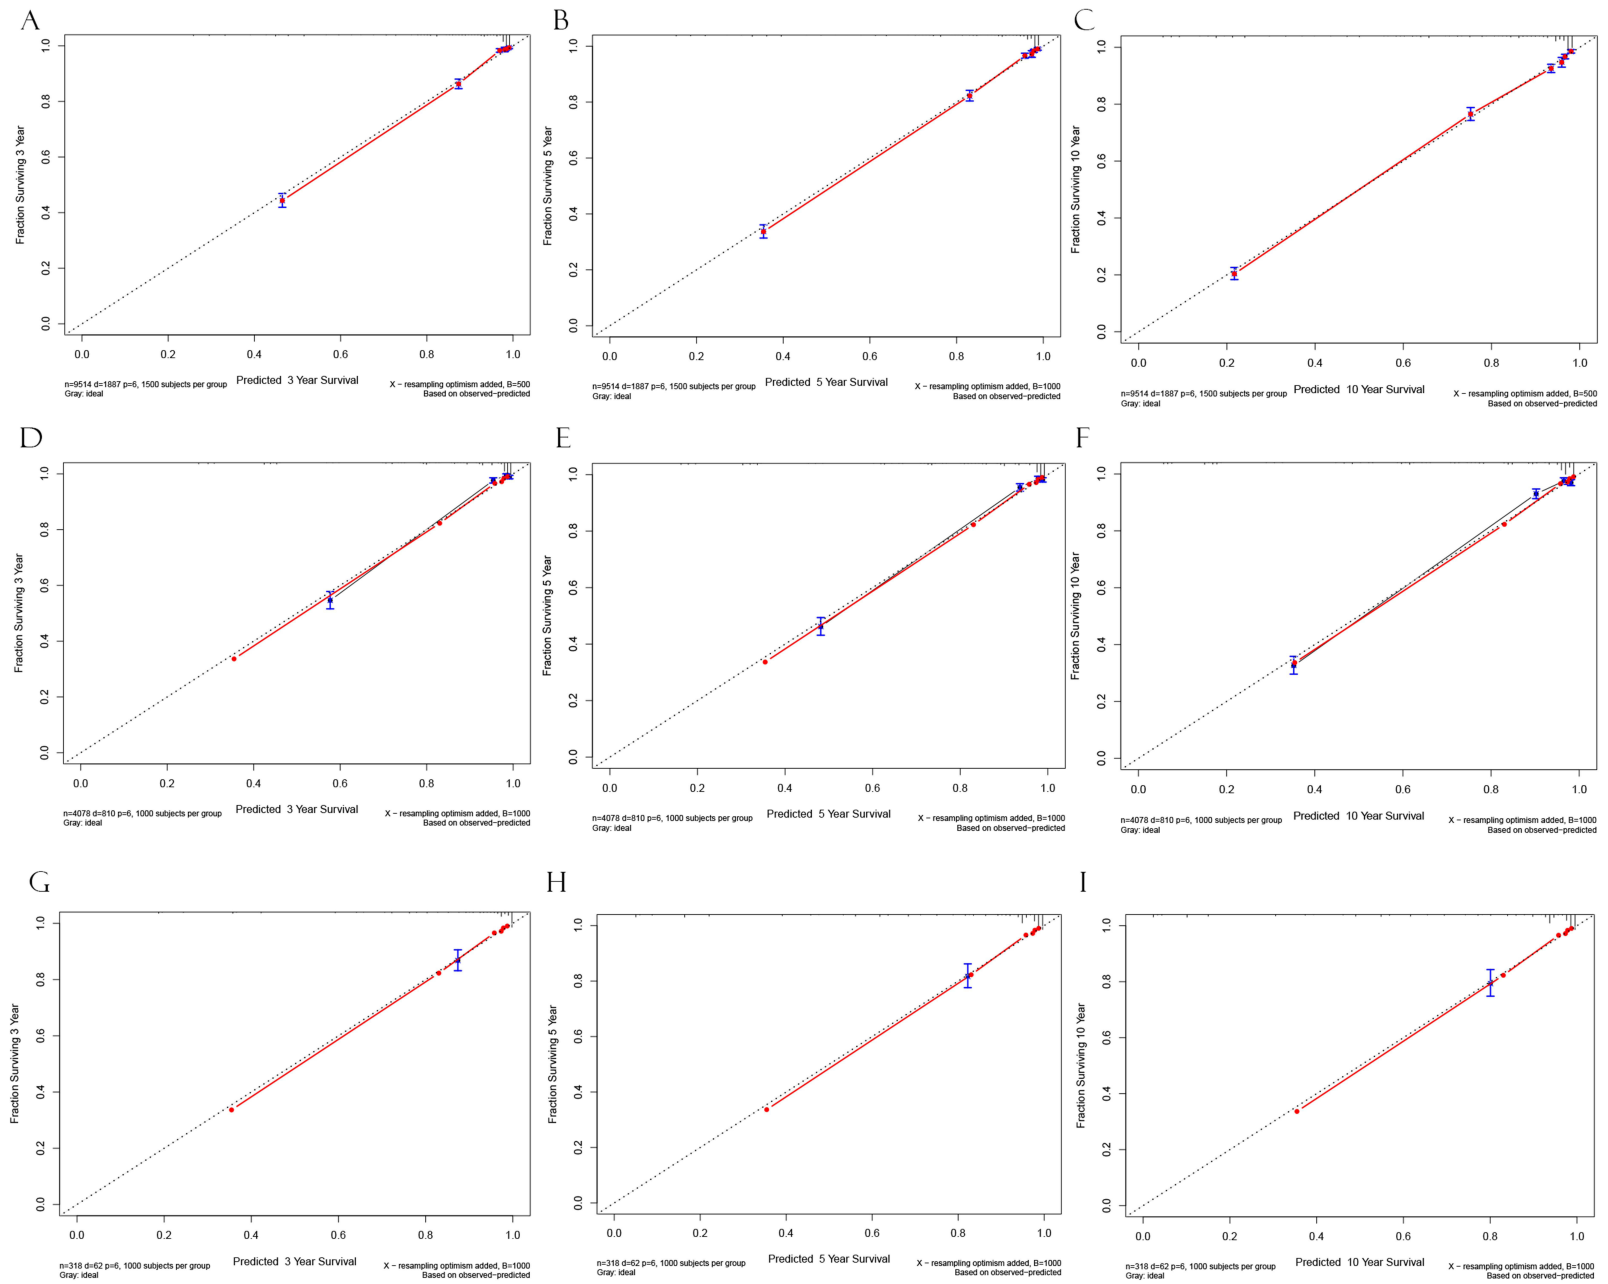 A
Fraction Surviving 3 Year
1.0
0.8
0.6
0.4
0.2
0.0
0.0 0.2 0.4 0.6 0.8 1.0
Predicted 3 Year Survival
n=9514 d=1887 p=6, 1500 subjects per group
Gray: ideal
X − resampling optimism added, B=500
Based on observed−predicted
B
Fraction Surviving 5 Year
1.0
0.8
0.6
0.4
0.2
0.0
0.0 0.2 0.4 0.6 0.8 1.0
Predicted 5 Year Survival
n=9514 d=1887 p=6, 1500 subjects per group
Gray: ideal
X − resampling optimism added, B=1000
Based on observed−predicted
C
Fraction Surviving 10 Year
1.0
0.8
0.6
0.4
0.2
0.0
0.0 0.2 0.4 0.6 0.8 1.0
Predicted 10 Year Survival
n=9514 d=1887 p=6, 1500 subjects per group
Gray: ideal
X − resampling optimism added, B=500
Based on observed−predicted
D
Fraction Surviving 3 Year
1.0
0.8
0.6
0.4
0.2
0.0
0.0 0.2 0.4 0.6 0.8 1.0
Predicted 3 Year Survival
n=4078 d=810 p=6, 1000 subjects per group
Gray: ideal
X − resampling optimism added, B=1000
Based on observed−predicted
E
Fraction Surviving 5 Year
1.0
0.8
0.6
0.4
0.2
0.0
0.0 0.2 0.4 0.6 0.8 1.0
Predicted 5 Year Survival
n=4078 d=810 p=6, 1000 subjects per group
Gray: ideal
X − resampling optimism added, B=1000
Based on observed−predicted
F
Fraction Surviving 10 Year
1.0
0.8
0.6
0.4
0.2
0.0
0.0 0.2 0.4 0.6 0.8 1.0
Predicted 10 Year Survival
n=4078 d=810 p=6, 1000 subjects per group
Gray: ideal
X − resampling optimism added, B=1000
Based on observed−predicted
G
Fraction Surviving 3 Year
1.0
0.8
0.6
0.4
0.2
0.0
0.0 0.2 0.4 0.6 0.8 1.0
Predicted 3 Year Survival
n=318 d=62 p=6, 1000 subjects per group
Gray: ideal
X − resampling optimism added, B=1000
Based on observed−predicted
H
Fraction Surviving 5 Year
1.0
0.8
0.6
0.4
0.2
0.0
0.0 0.2 0.4 0.6 0.8 1.0
Predicted 5 Year Survival
n=318 d=62 p=6, 1000 subjects per group
Gray: ideal
X − resampling optimism added, B=1000
Based on observed−predicted
I
Fraction Surviving 10 Year
1.0
0.8
0.6
0.4
0.2
0.0
0.0 0.2 0.4 0.6 0.8 1.0
Predicted 10 Year Survival
n=318 d=62 p=6, 1000 subjects per group
Gray: ideal
X − resampling optimism added, B=1000
Based on observed−predicted